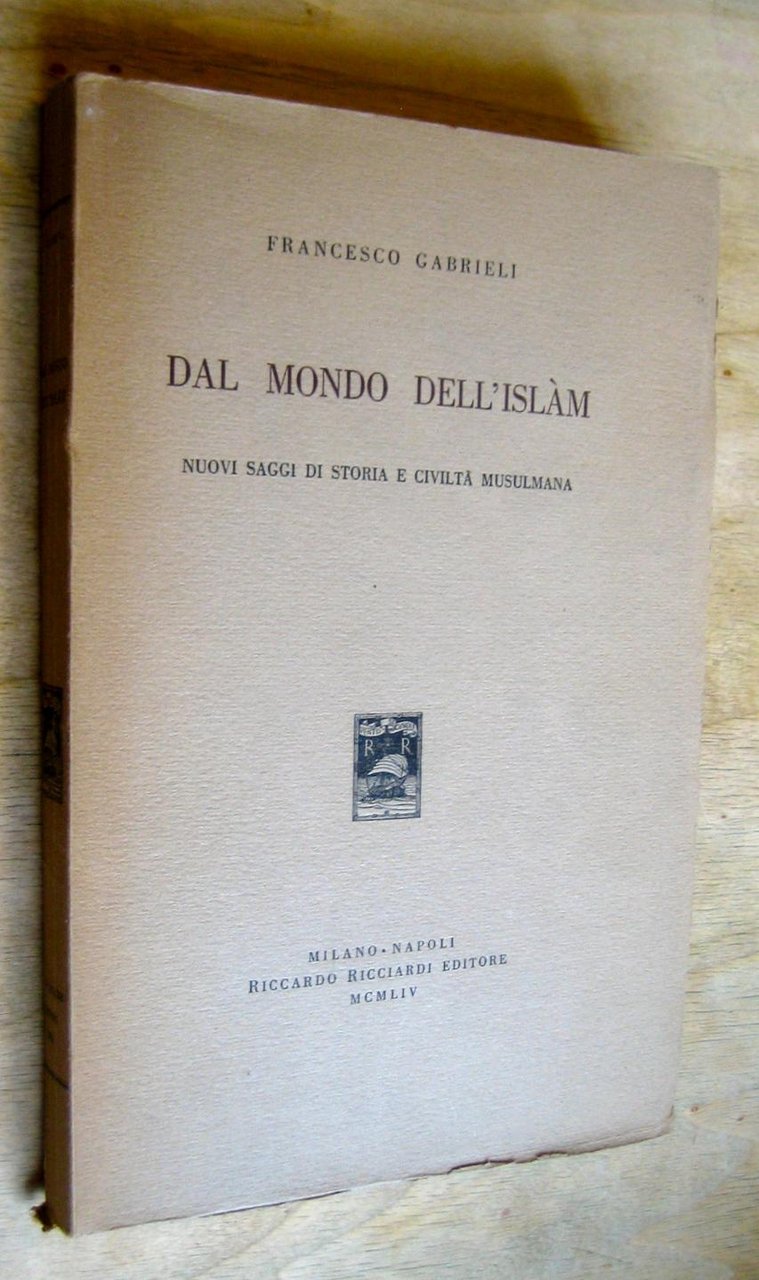 FRANCESCO GABRIELI
DAL MONDO DELL'ISLÀM
NUOVI SAGGI DI STORIA E CIVILTÀ MUSULMANA
R R
MILANO • NAPOLI
RICCARDO RICCIARDI EDITORE
MCMLIV